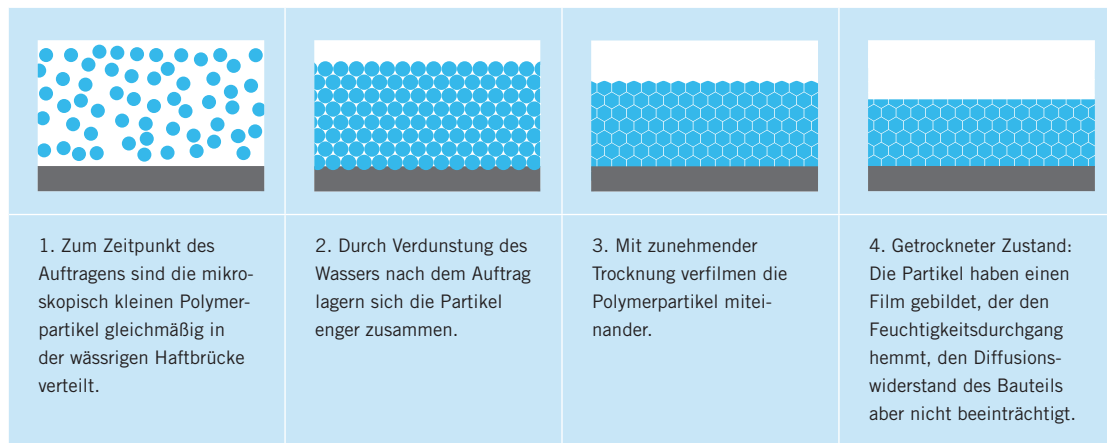 1. Zum Zeitpunkt des
Auftragens sind die mikro-
skopisch kleinen Polymer-
partikel gleichmäßig in
der wässrigen Haftbrücke
verteilt.
2. Durch Verdunstung des
Wassers nach dem Auftrag
lagern sich die Partikel
enger zusammen.
3. Mit zunehmender
Trocknung verfilmen die
Polymerpartikel mitei-
nander.
4. Getrockneter Zustand:
Die Partikel haben einen
Film gebildet, der den
Feuchtigkeitsdurchgang
hemmt, den Diffusions-
widerstand des Bauteils
aber nicht beeinträchtigt.